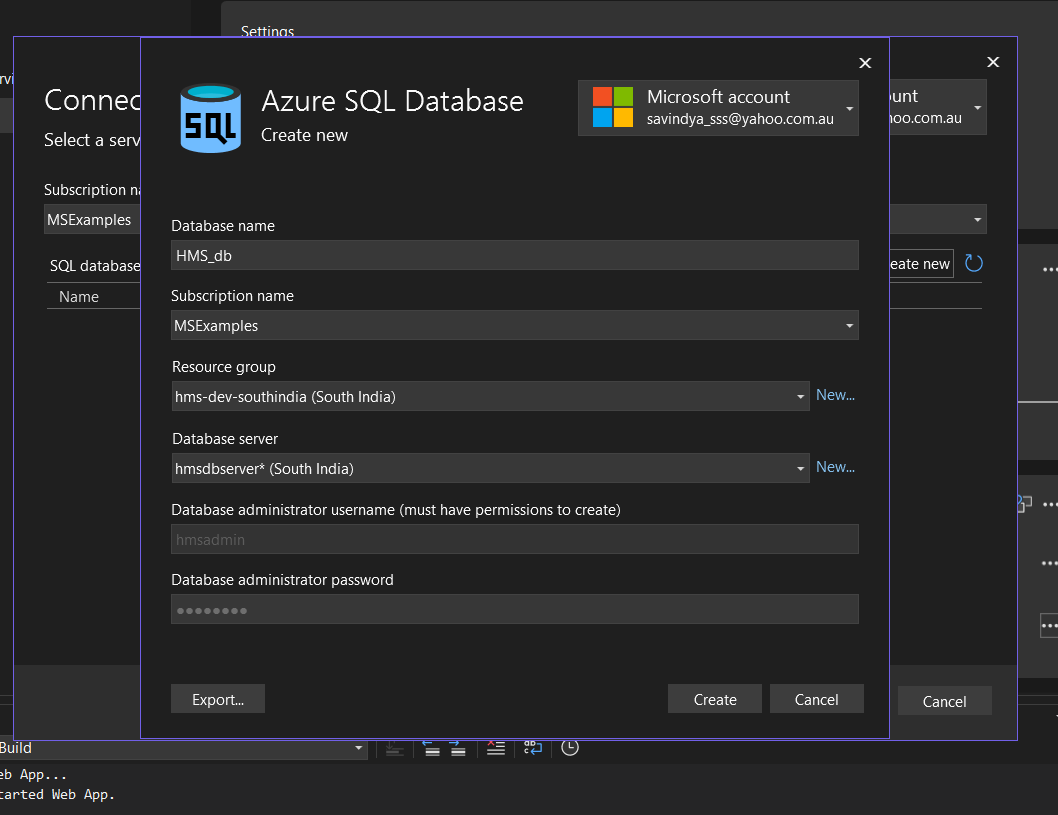 Settings
Connec
Select a serv
Subscription na
MSExamples
SQL database
Name
ount
hoo.com.au
eate new
Cancel
SQL
Azure SQL Database
Create new
Microsoft account
savindya_sss@yahoo.com.au
Database name
HMS_db
Subscription name
MSExamples
Resource group
hms-dev-southindia (South India)
New...
Database server
hmsdbserver* (South India)
New...
Database administrator username (must have permissions to create)
hmsadmin
Database administrator password
Export...
Create
Cancel
Build
eb App...
tarted Web App.